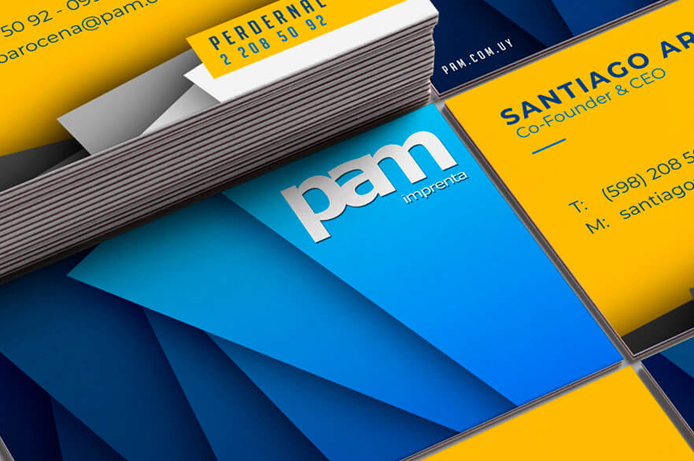 50 92 - 09
barocena@pam.c
PERDERNAL
2 208 50 92
PAM.COM.UY
pam
imprenta
SANTIAGO AR
Co-Founder & CEO
T: (598) 208 5
M: santiago